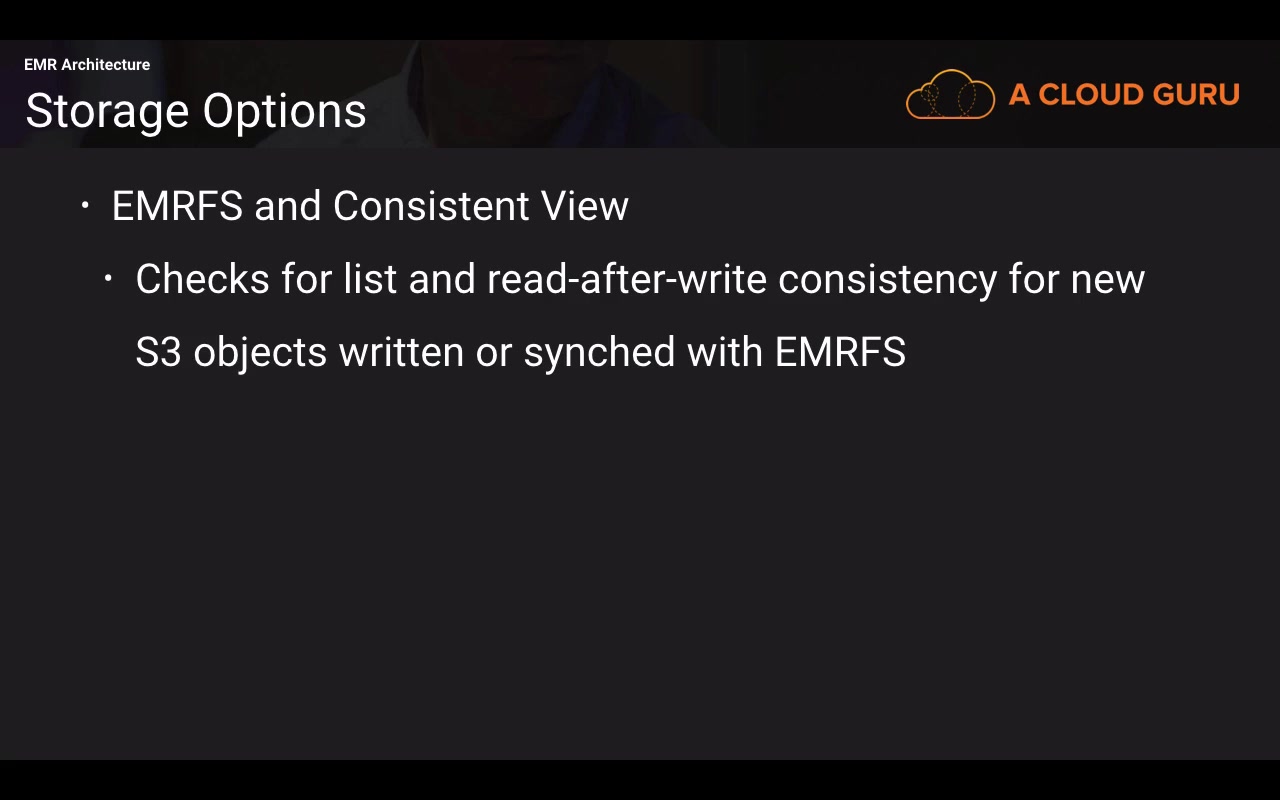 EMR Architecture
Storage Options
A CLOUD GURU
• EMRFS and Consistent View
• Checks for list and read-after-write consistency for new
S3 objects written or synched with EMRFS